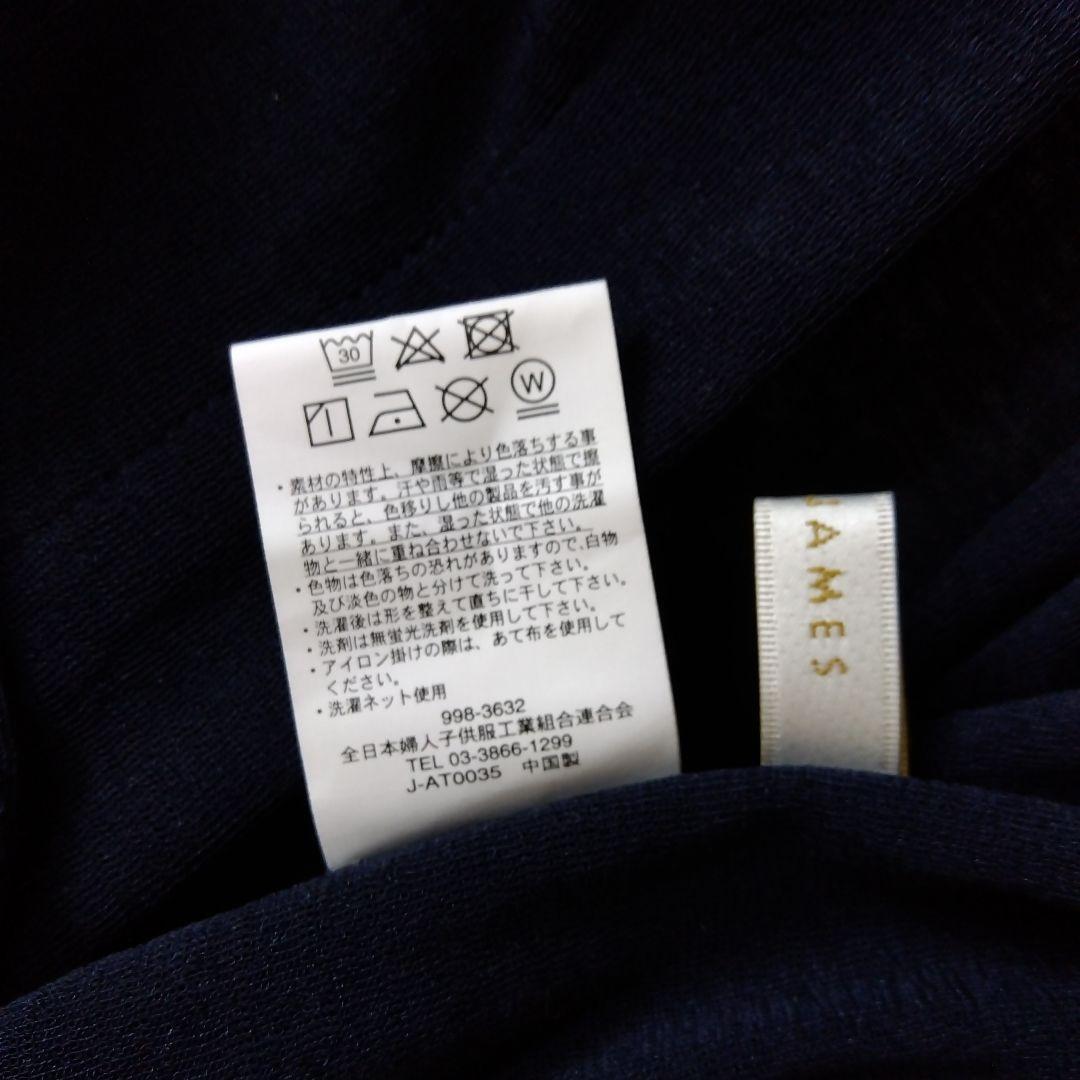 30
W
・素材の特性上、摩擦により色落ちする事
があります。汗や雨等で湿った状態で擦
られると、色移りし他の製品を汚す事が
あります。また、湿った状態で他の洗濯
物と一緒に重ね合わせないで下さい。
・色物は色落ちの恐れがありますので、白物
及び淡色の物と分けて洗って下さい。
・洗濯後は形を整えて直ちに干して下さい。
・洗剤は無蛍光洗剤を使用して下さい。
・アイロン掛けの際は、あて布を使用して
ください。
・洗濯ネット使用
998-3632
全日本婦人子供服工業組合連合会
TEL 03-3866-1299
J-AT0035 中国製
JAMES